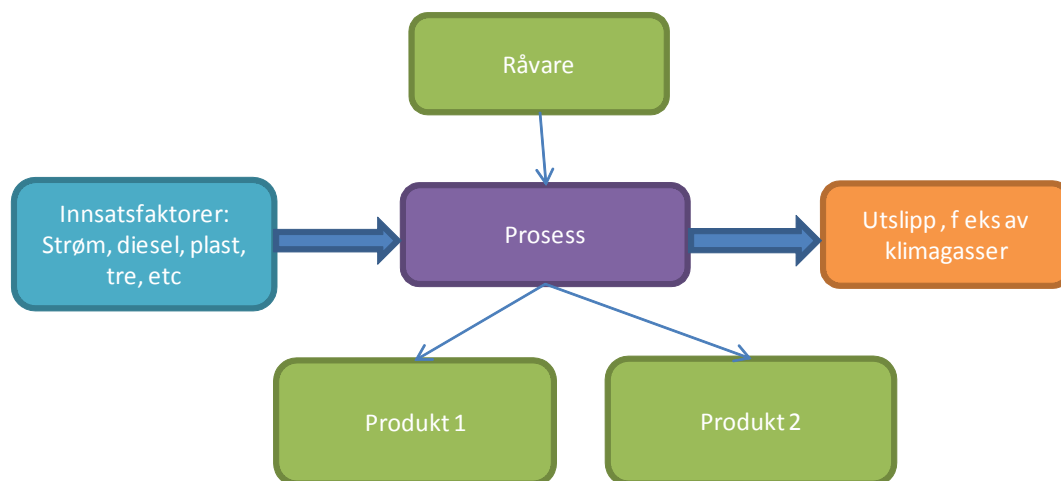 Råvare
Innsatsfaktorer:
Strøm, diesel, plast,
tre, etc
Prosess
Utslipp , f eks av
klimagasser
Produkt 1
Produkt 2